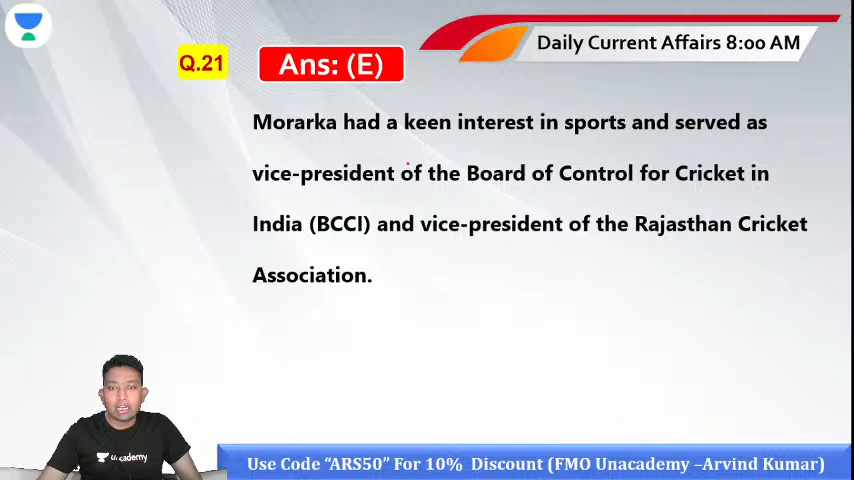 Daily Current Affairs 8:00 AM
Q.21
Ans: (E)
Morarka had a keen interest in sports and served as
vice-president of the Board of Control for Cricket in
India (BCCI) and vice-president of the Rajasthan Cricket
Association.
unacademy
Use Code “ARS50” For 10% Discount (FMO Unacademy –Arvind Kumar)